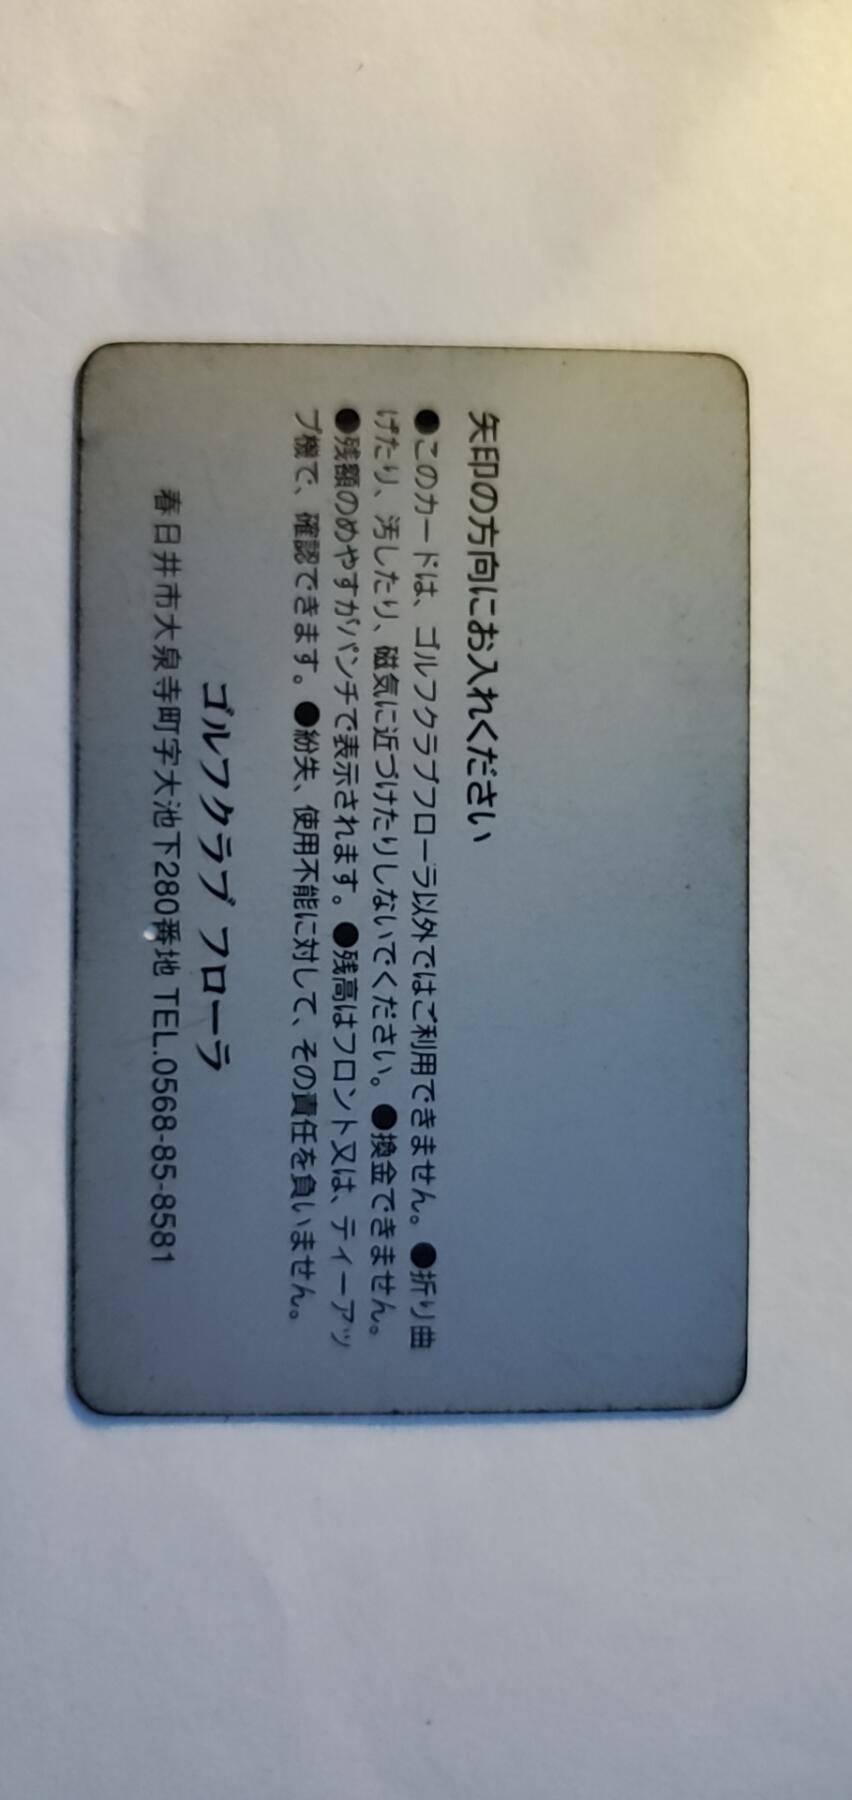 矢印の方向にお入れください
●このカードは、ゴルフクラブフローラ以外ではご利用できません。●折り曲
げたり、汚したり、磁気に近づけたりしないでください。●換金できません。
●残額のめやすがパンチで表示されます。●残高はフロント又は、ティーアッ
プ機で、確認できます。●紛失、使用不能に対して、その責任を負いません。
ゴルフクラブ フローラ
春日井市大泉寺町字大池下280番地 TEL.0568-85-8581